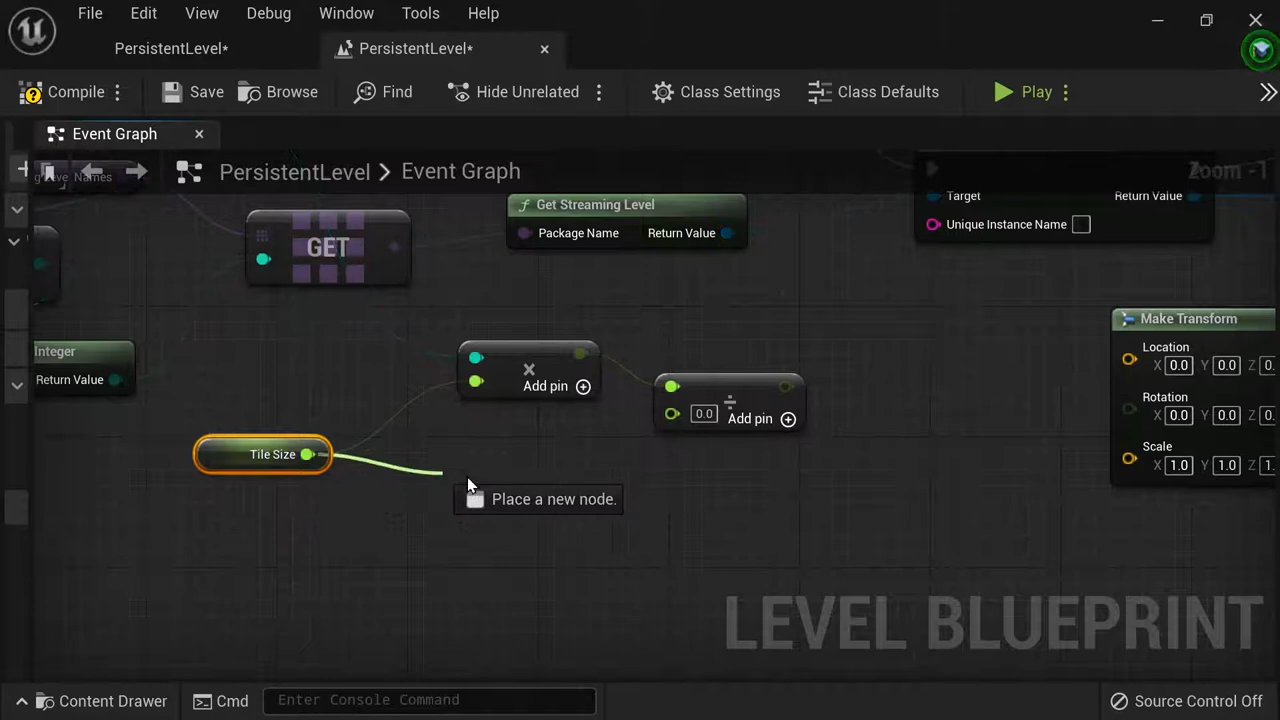 File Edit View Debug Window Tools Help
PersistentLevel* PersistentLevel*
Compile Save Browse Find Hide Unrelated Class Settings Class Defaults Play
Event Graph
PersistentLevel > Event Graph Zoom -1
Names
GET
Get Streaming Level
Package Name Return Value
Target Return Value
Unique Instance Name
Integer
Return Value
Add pin
0.0 Add pin
Tile Size
Place a new node.
Make Transform
Location
X 0.0 Y 0.0 Z 0.
Rotation
X 0.0 Y 0.0 Z 0.
Scale
X 1.0 Y 1.0 Z 1.
LEVEL BLUEPRINT
Content Drawer Cmd Enter Console Command Source Control Off